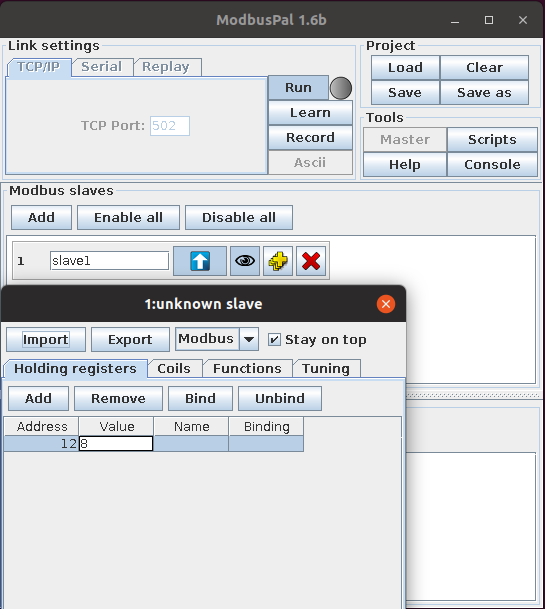 ModbusPal 1.6b
Link settings
TCP/IP Serial Replay
TCP Port: 502
Run
Learn
Record
Ascii
Project
Load Clear
Save Save as
Tools
Master Scripts
Help Console
Modbus slaves
Add Enable all Disable all
1 slave1
1:unknown slave
Import Export Modbus Stay on top
Holding registers Coils Functions Tuning
Add Remove Bind Unbind
Address Value Name Binding
12 8